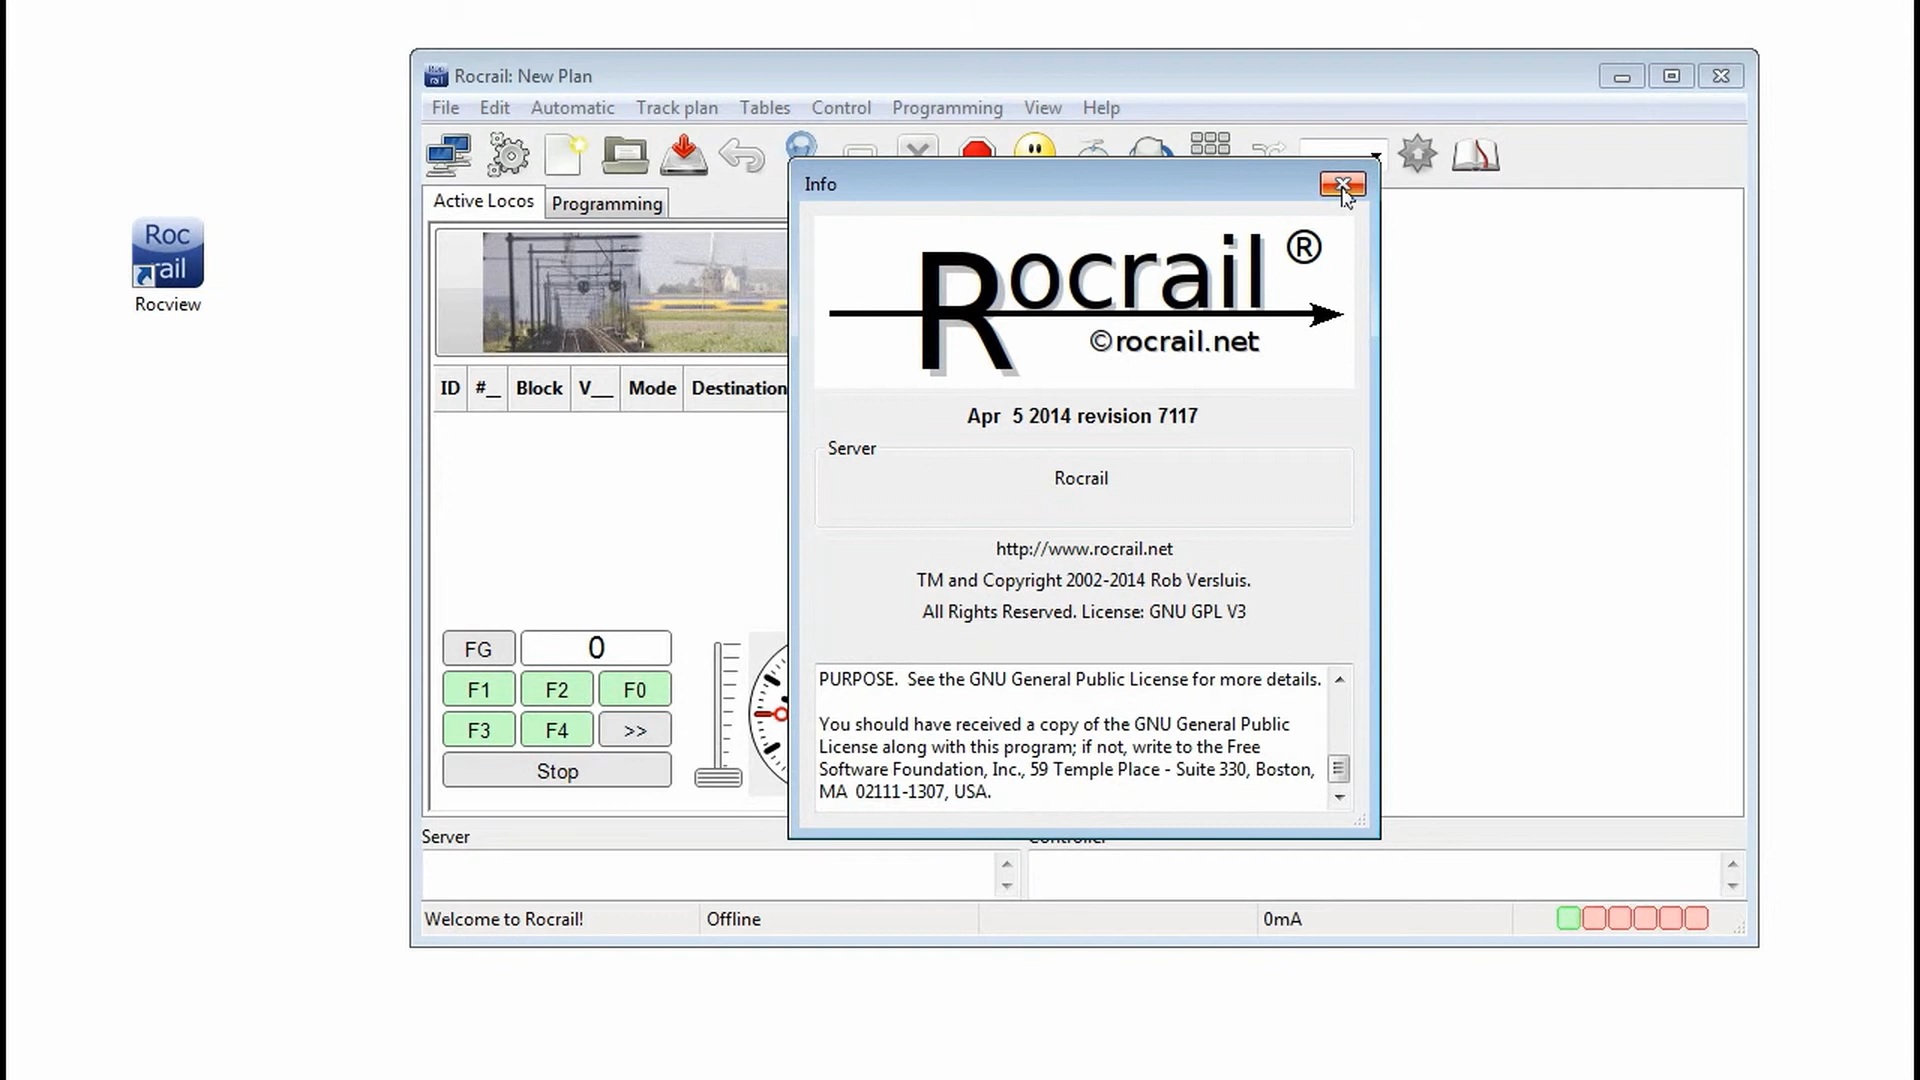 Rocrail: New Plan
File Edit Automatic Track plan Tables Control Programming View Help
Active Locos Programming
Roc
rail
Rocview
ID #__ Block V__ Mode Destination
FG 0
F1 F2 F0
F3 F4 >>
Stop
Info
Rocrail ®
©rocrail.net
Apr 5 2014 revision 7117
Server
Rocrail
http://www.rocrail.net
TM and Copyright 2002-2014 Rob Versluis.
All Rights Reserved. License: GNU GPL V3
PURPOSE. See the GNU General Public License for more details.
You should have received a copy of the GNU General Public
License along with this program; if not, write to the Free
Software Foundation, Inc., 59 Temple Place - Suite 330, Boston,
MA 02111-1307, USA.
Server
Welcome to Rocrail! Offline 0mA